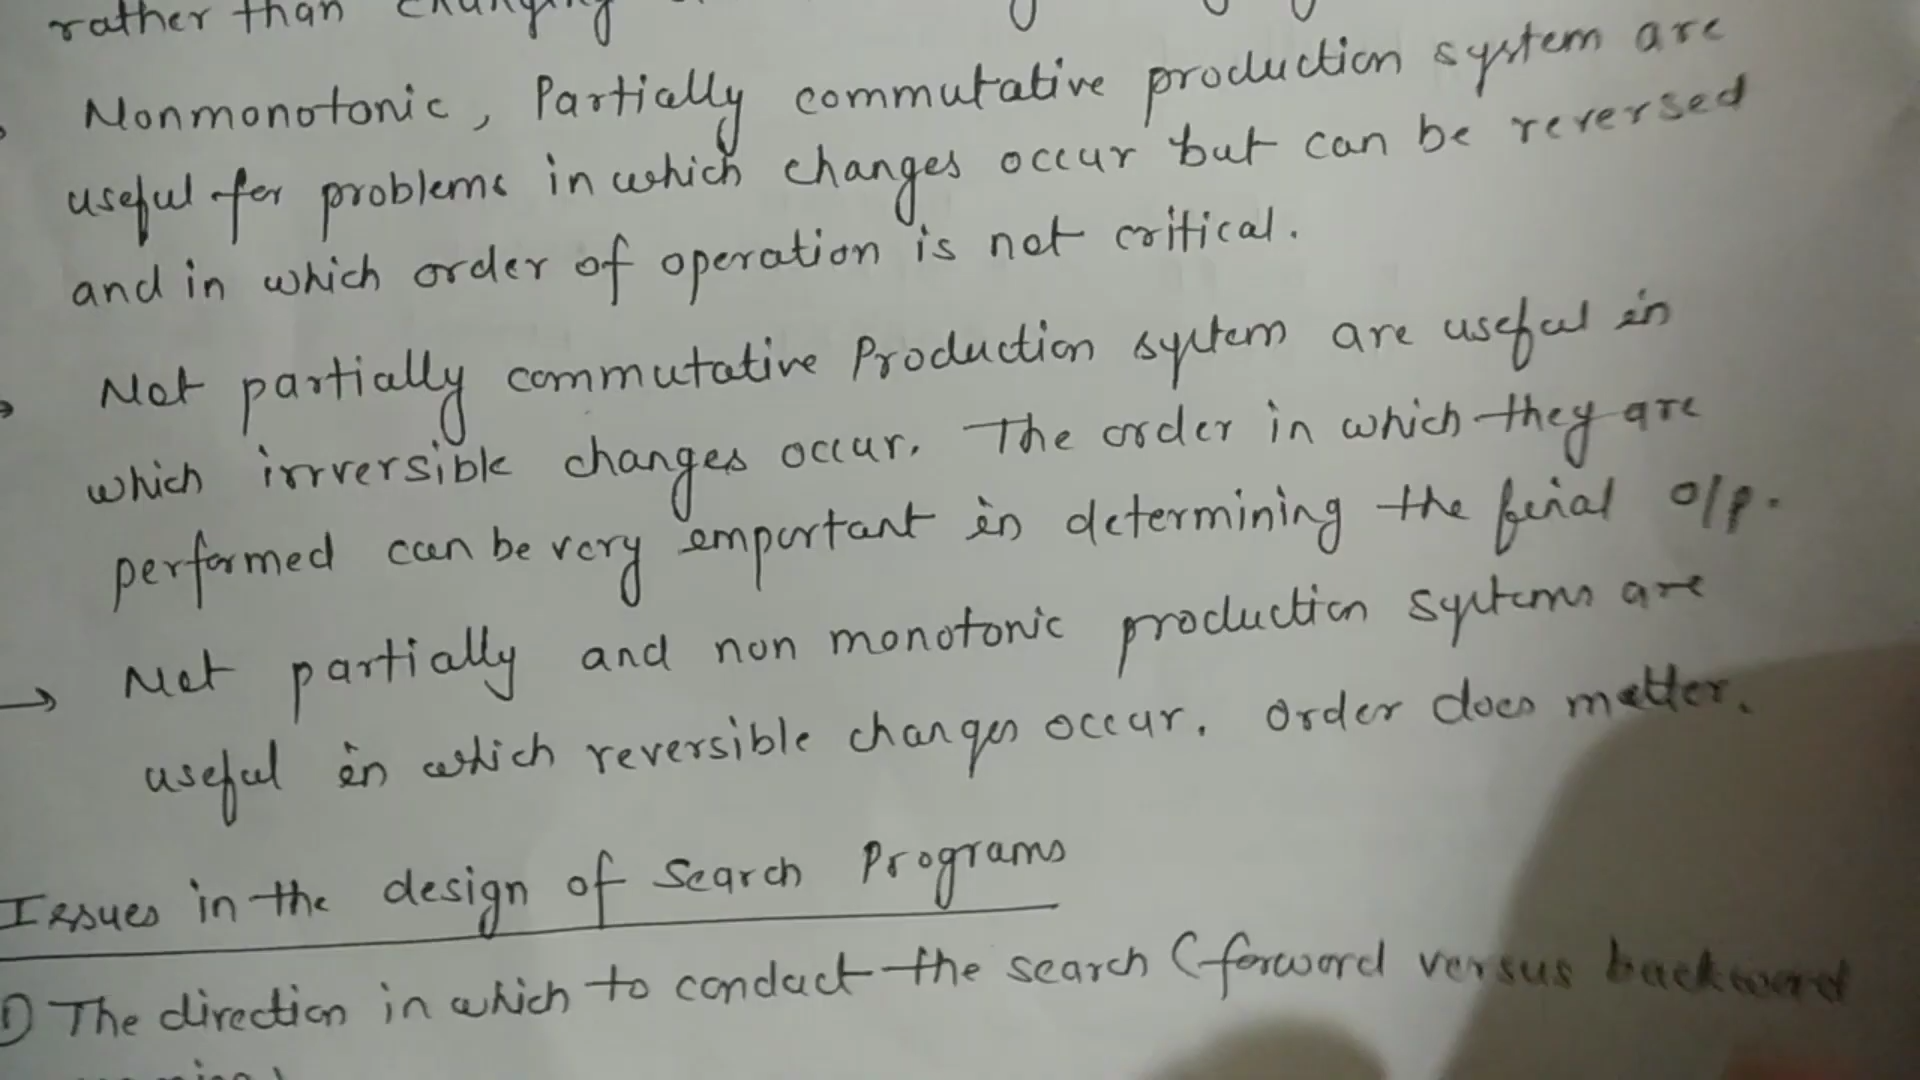 rather than changing
Nonmonotonic, Partially commutative production system are
useful for problems in which changes occur but can be reversed
and in which order of operation is not critical.
→ Not partially commutative Production system are useful in
which irrversible changes occur. The order in which they are
performed can be very emportant in determining the final o/p.
→ Not partially and non monotonic production systems are
useful in which reversible changes occur. Order does matter.
Issues in the design of Search Programs
1) The direction in which to conduct the search (forword versus backword